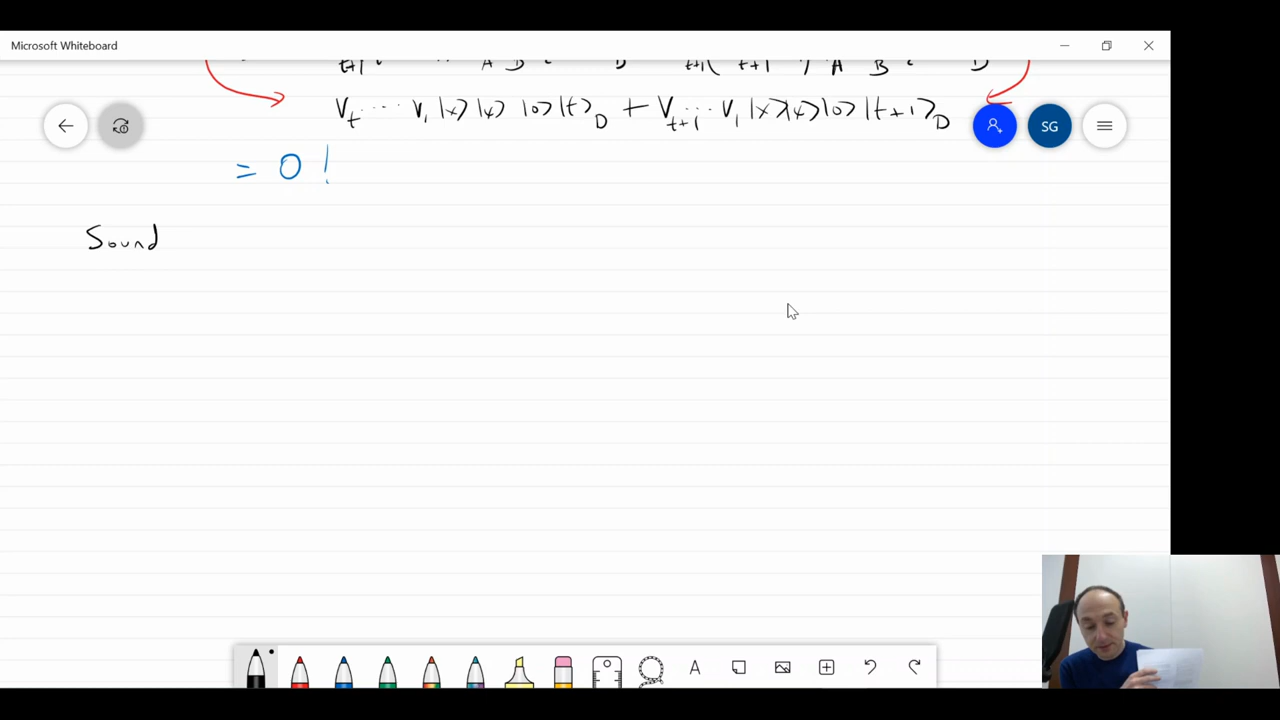 Microsoft Whiteboard
V_t ... V_1 |x⟩ |ψ⟩ |0⟩ |t⟩_D + V_{t+1} ... V_1 |x⟩|ψ⟩|0⟩ |t+1⟩_D
SG
= 0 !
Sound
A